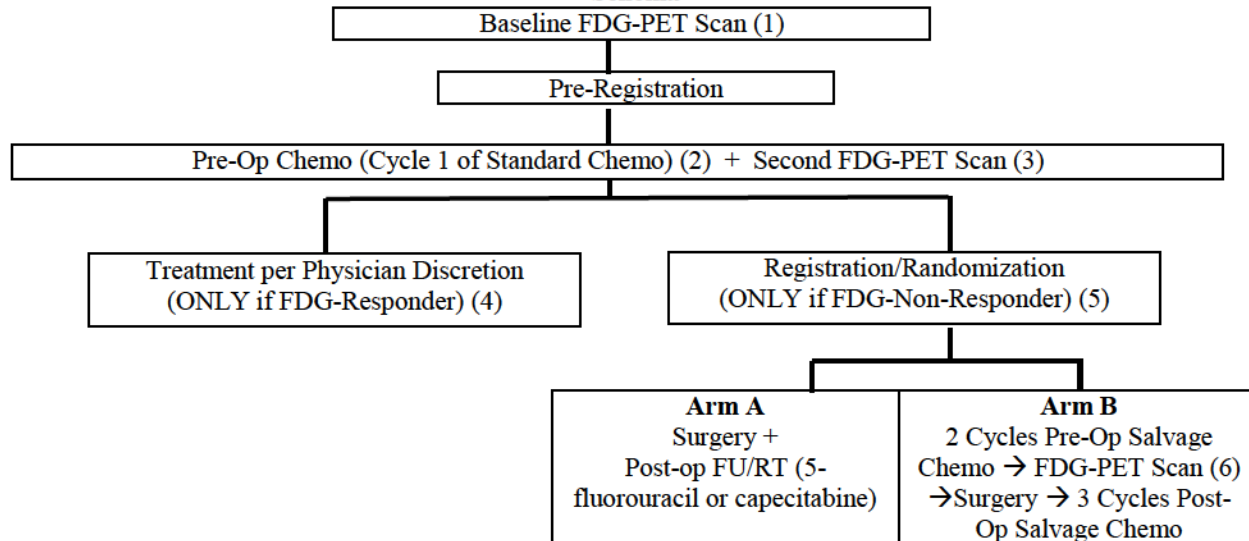 Baseline FDG-PET Scan (1)
Pre-Registration
Pre-Op Chemo (Cycle 1 of Standard Chemo) (2) + Second FDG-PET Scan (3)
Treatment per Physician Discretion
(ONLY if FDG-Responder) (4)
Registration/Randomization
(ONLY if FDG-Non-Responder) (5)
Arm A
Surgery +
Post-op FU/RT (5-
fluorouracil or capecitabine)
Arm B
2 Cycles Pre-Op Salvage
Chemo → FDG-PET Scan (6)
→Surgery → 3 Cycles Post-
Op Salvage Chemo